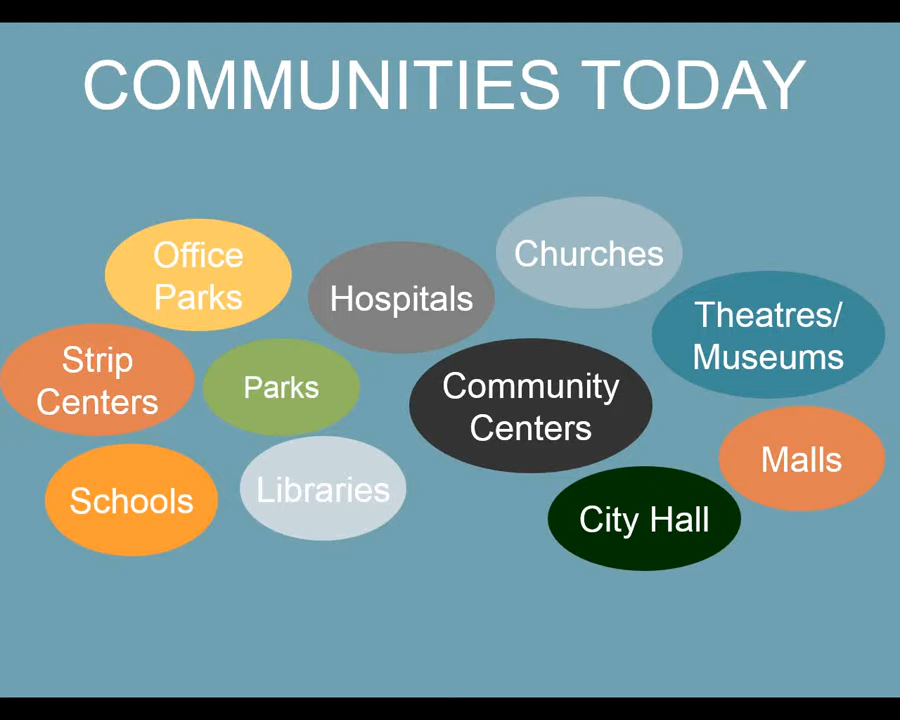 COMMUNITIES TODAY
Office
Parks
Hospitals
Churches
Theatres/
Museums
Strip
Centers
Parks
Community
Centers
Malls
Schools
Libraries
City Hall